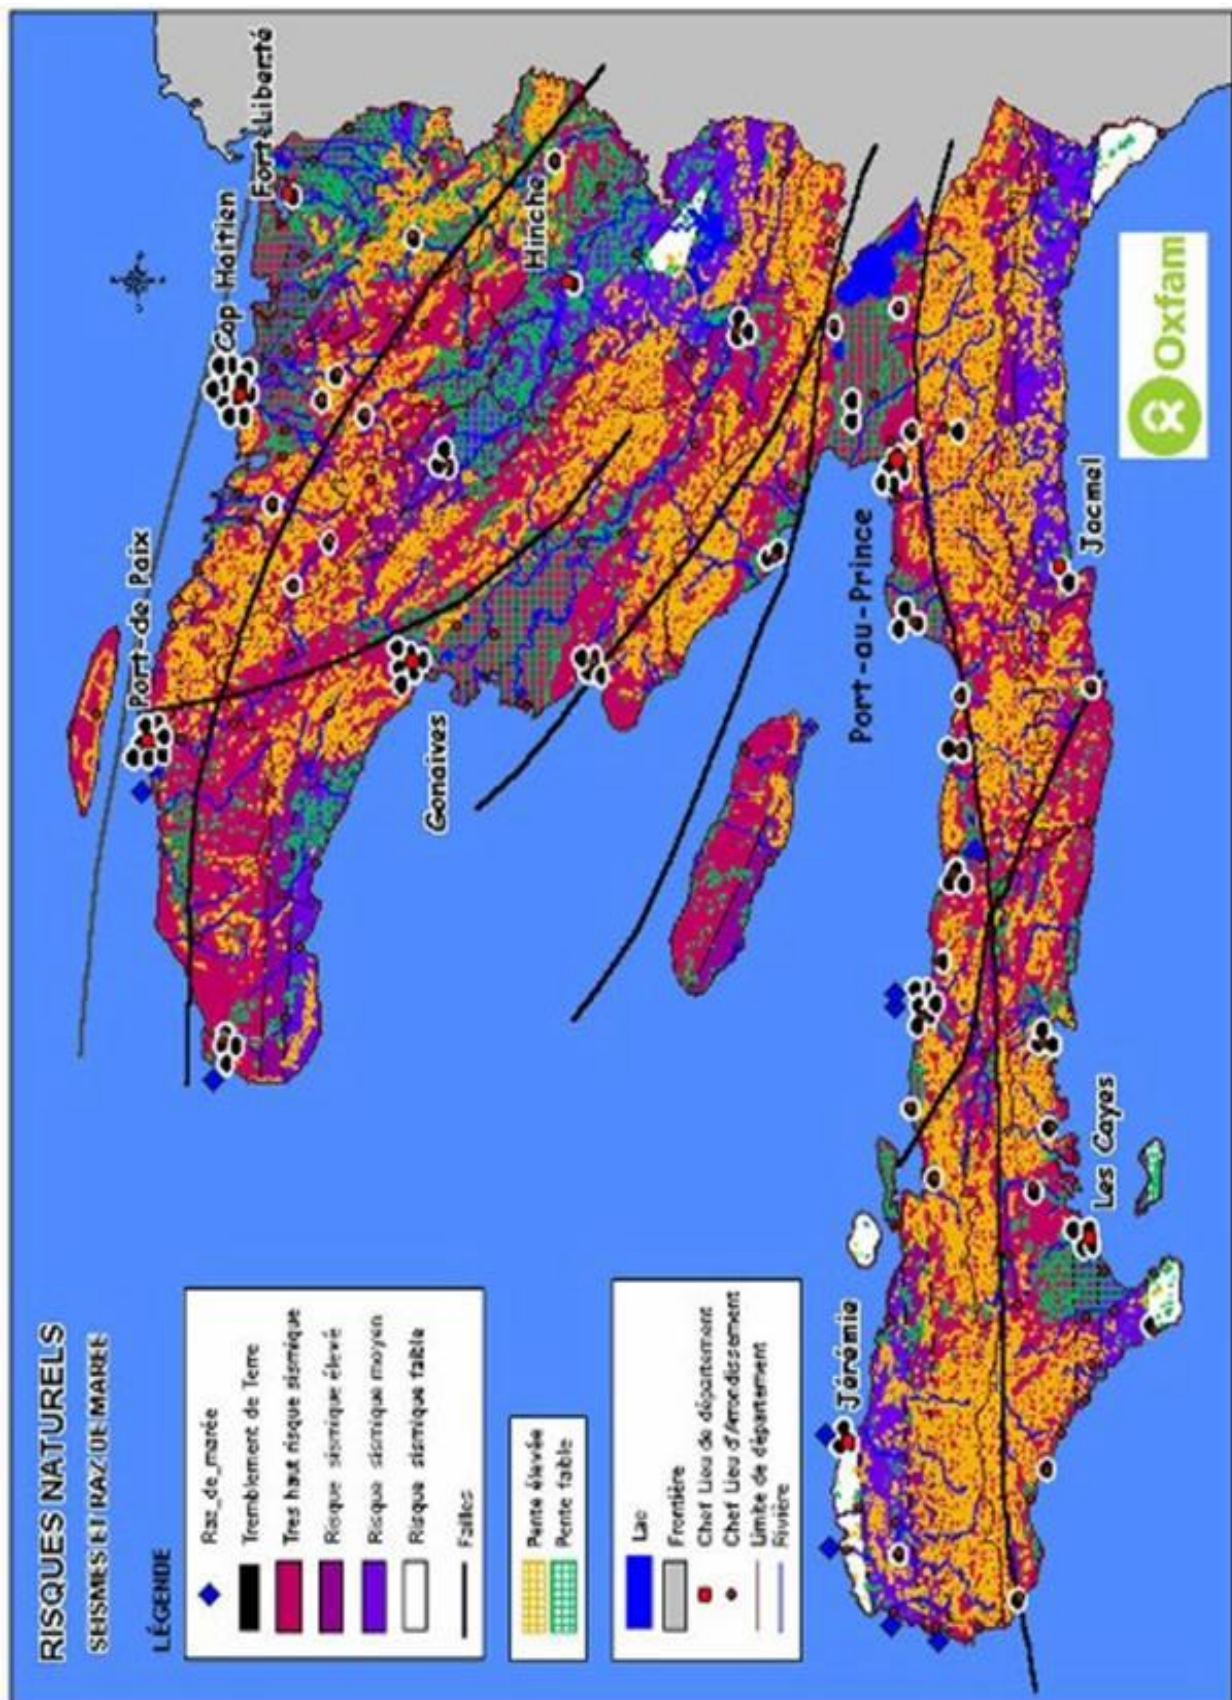 RISQUES NATURELS
SEISMES ET RAZ DE MAREE
LÉGENDE
Raz_de_marée
Tremblement de Terre
Tres haut risque sismique
Risque sismique élevé
Risque sismique moyen
Risque sismique faible
Failles
Pente élevée
Pente faible
Lac
Frontière
Chef Lieu de département
Chef Lieu d'Arrondissement
Limite de département
Rivière
Port-de Paix
Cap Haïtien
Fort-Liberté
Gonaives
Hinche
Port-au-Prince
Jérémie
Les Cayes
Jacmel
Oxfam